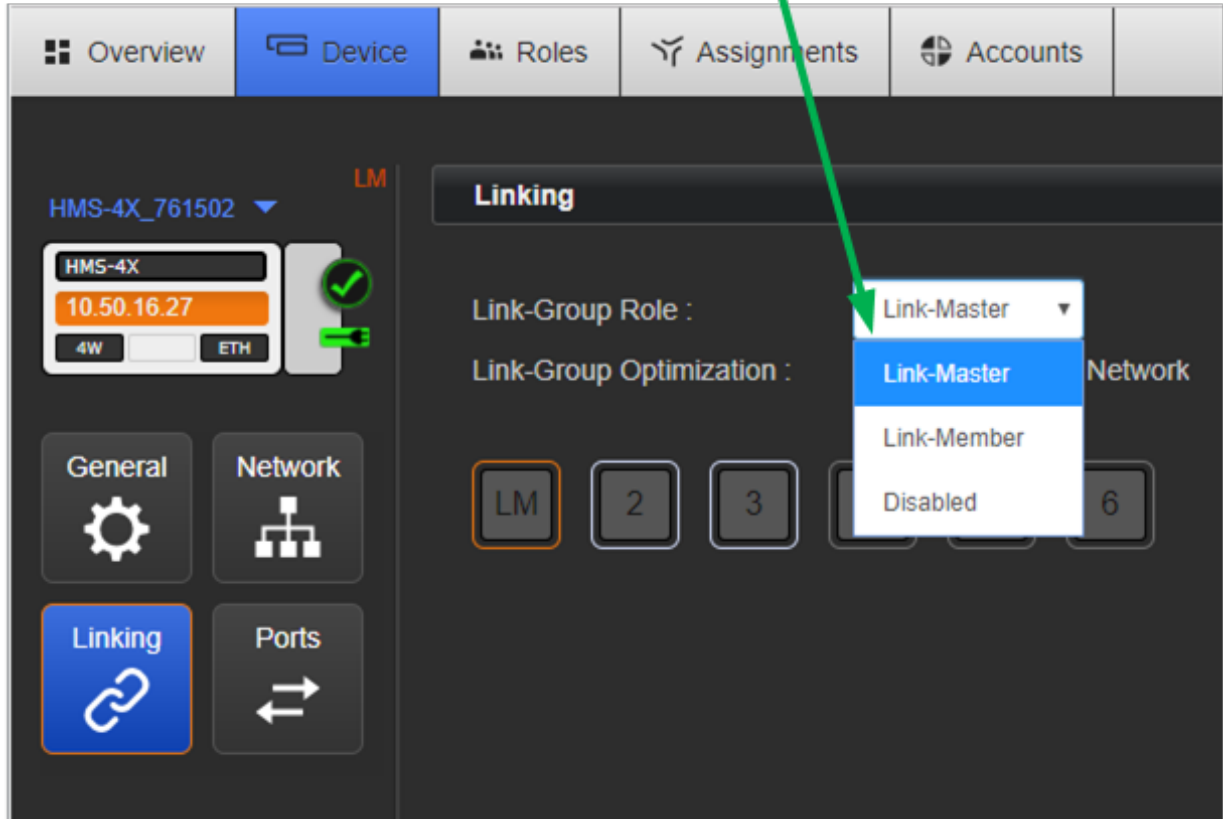 Overview Device Roles Assignments Accounts
LM
HMS-4X_761502
HMS-4X
10.50.16.27
4W ETH
General Network
Linking Ports
Linking
Link-Group Role : Link-Master
Link-Group Optimization : Network
Link-Master
Link-Member
Disabled
LM 2 3 6